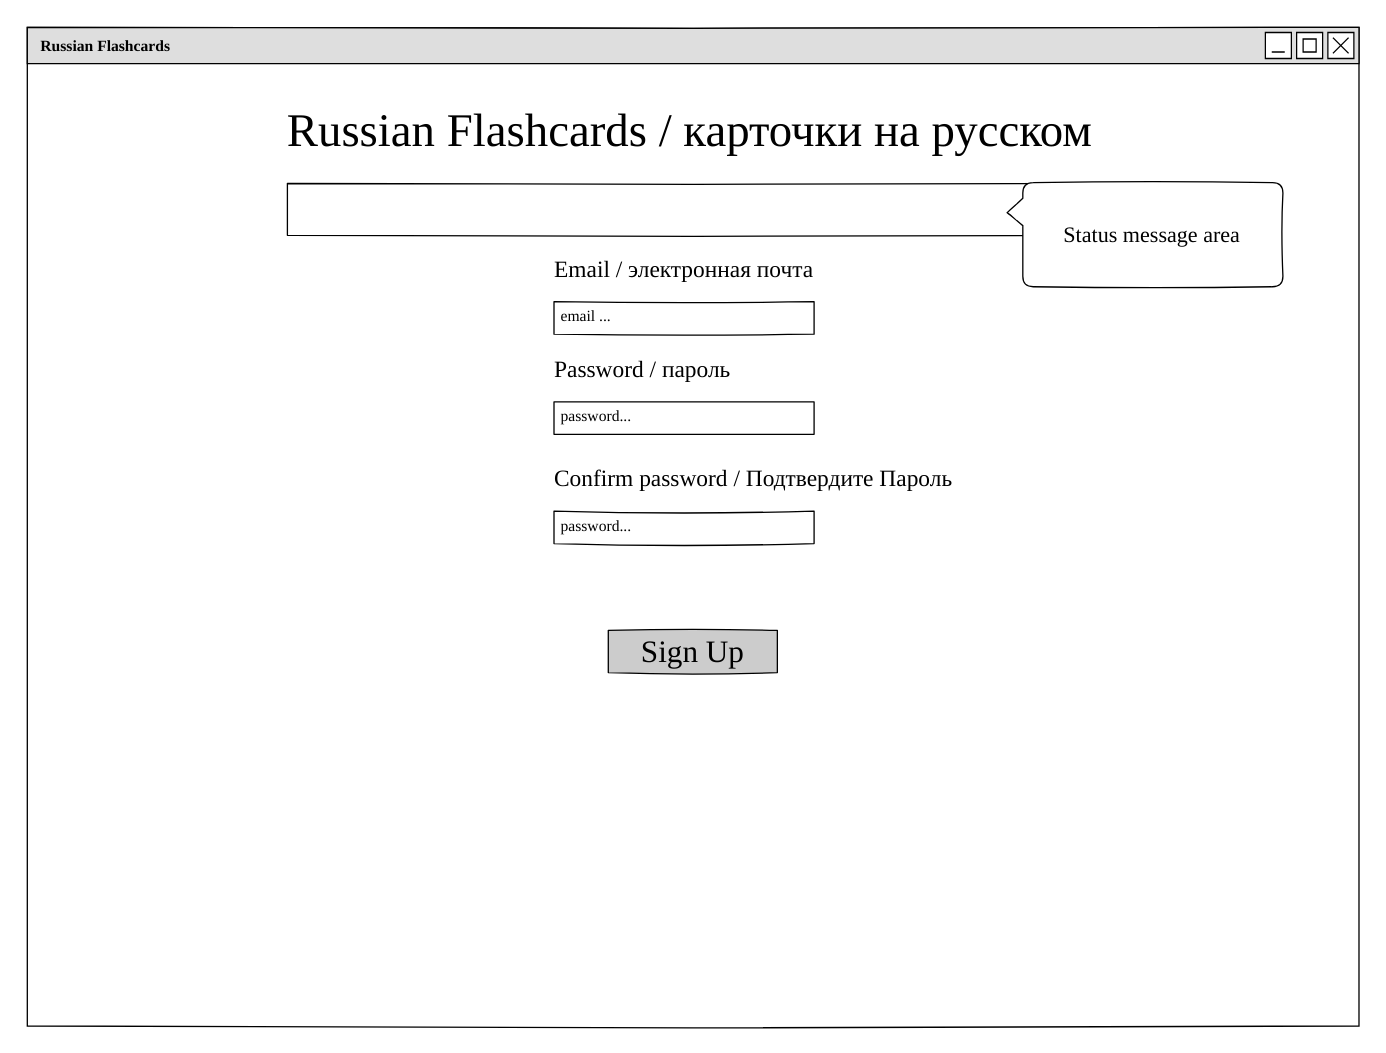 Russian Flashcards
Russian Flashcards / карточки на русском
Status message area
Email / электронная почта
email ...
Password / пароль
password...
Confirm password / Подтвердите Пароль
password...
Sign Up